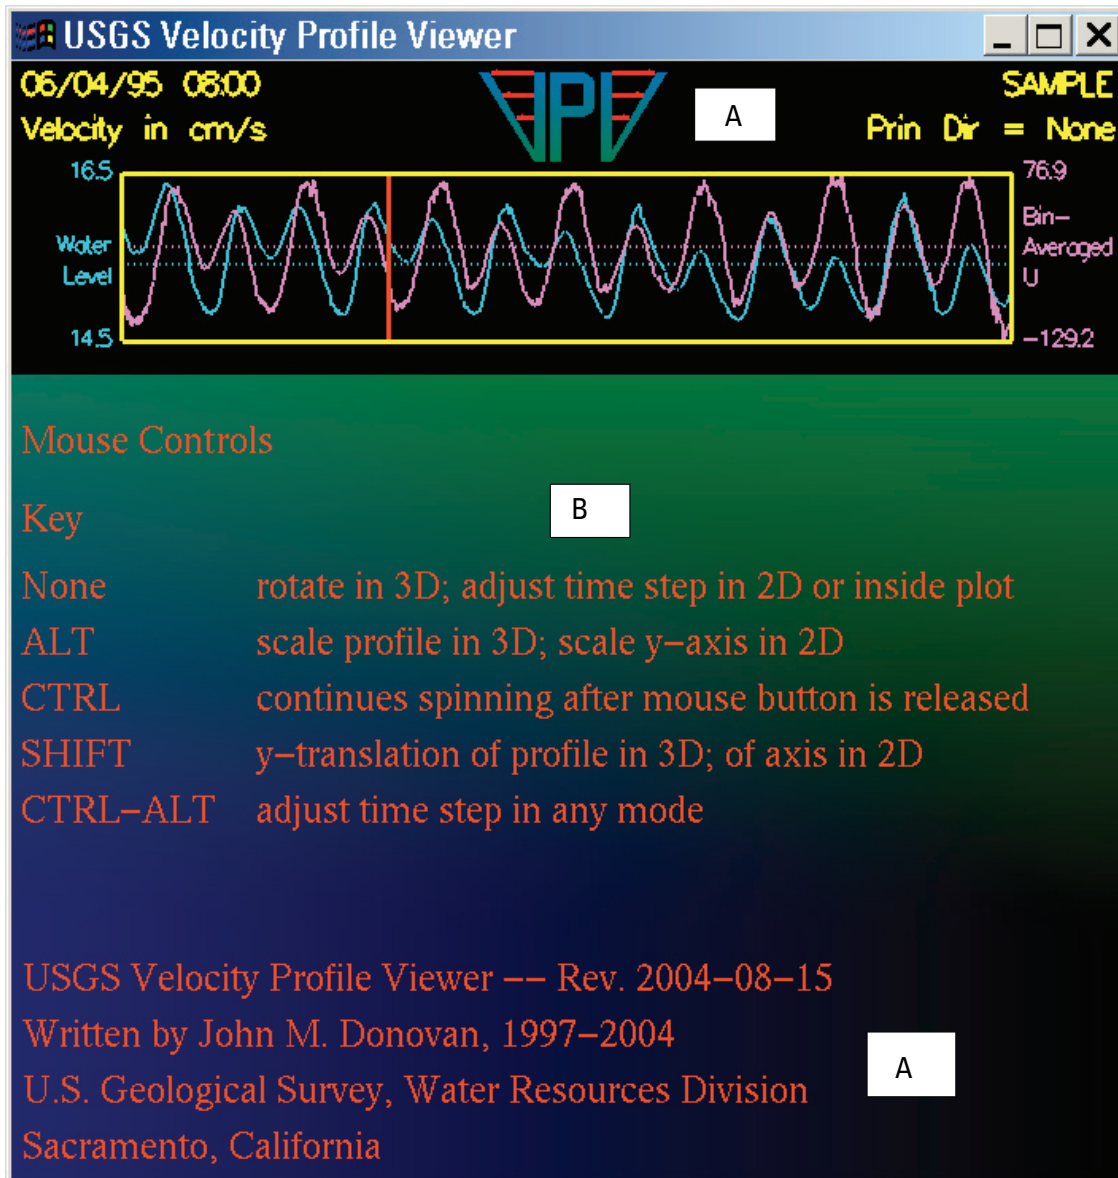 USGS Velocity Profile Viewer
06/04/95 08:00
SAMPLE
Velocity in cm/s
VPV
A
Prin Dir = None
16.5
76.9
Water
Level
Bin-
Averaged
U
14.5
-129.2
Mouse Controls
Key
B
None rotate in 3D; adjust time step in 2D or inside plot
ALT scale profile in 3D; scale y-axis in 2D
CTRL continues spinning after mouse button is released
SHIFT y-translation of profile in 3D; of axis in 2D
CTRL-ALT adjust time step in any mode
USGS Velocity Profile Viewer -- Rev. 2004-08-15
Written by John M. Donovan, 1997-2004
A
U.S. Geological Survey, Water Resources Division
Sacramento, California